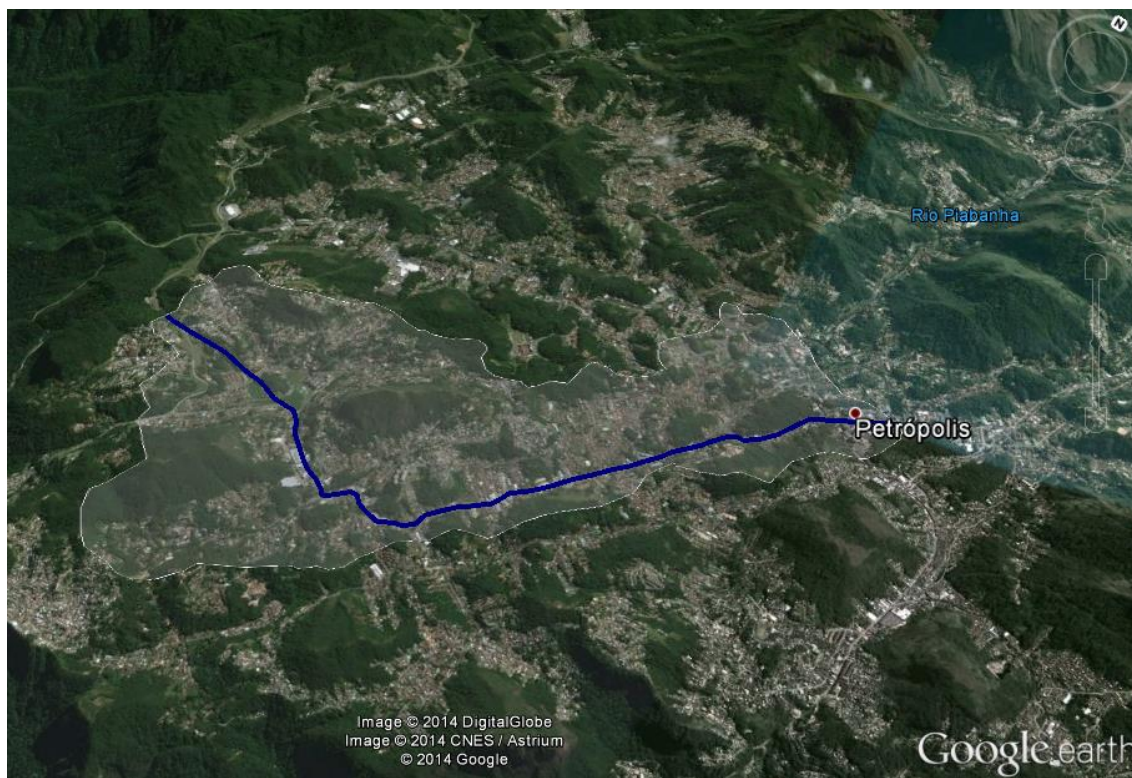 N
Rio Piabanha
Petrópolis
Image © 2014 DigitalGlobe
Image © 2014 CNES / Astrium
© 2014 Google
Google earth